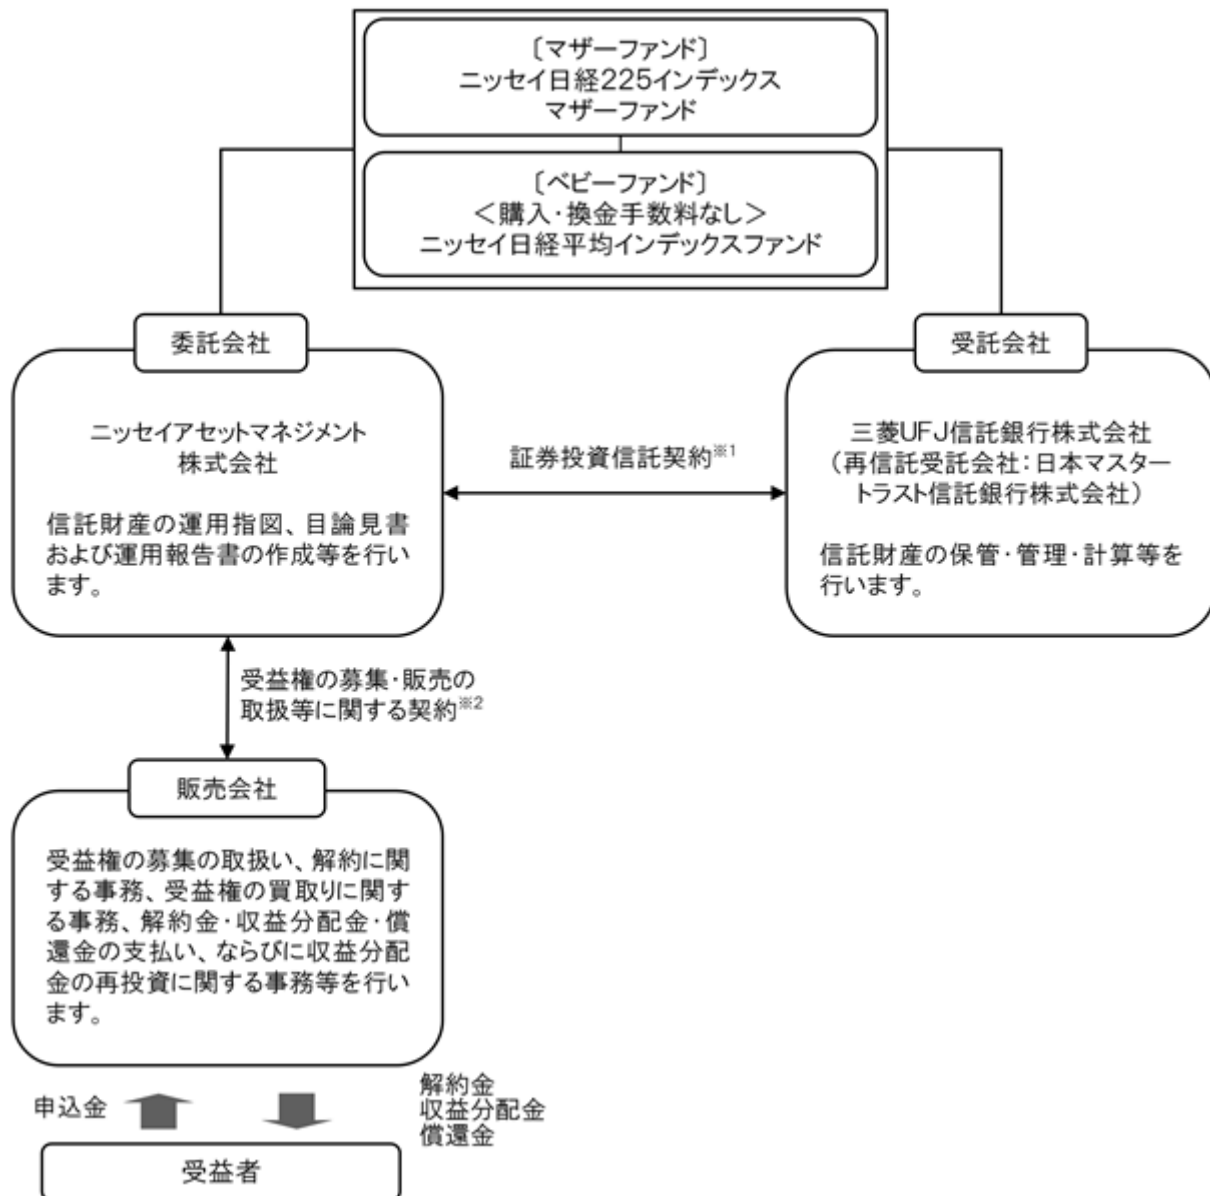 〔マザーファンド〕
ニッセイ日経225インデックス
マザーファンド
〔ベビーファンド〕
＜購入・換金手数料なし＞
ニッセイ日経平均インデックスファンド
委託会社
ニッセイアセットマネジメント
株式会社
信託財産の運用指図、目論見書
および運用報告書の作成等を行い
ます。
証券投資信託契約※1
受託会社
三菱UFJ信託銀行株式会社
（再信託受託会社：日本マスター
トラスト信託銀行株式会社）
信託財産の保管・管理・計算等を
行います。
受益権の募集・販売の
取扱等に関する契約※2
販売会社
受益権の募集の取扱い、解約に関
する事務、受益権の買取りに関す
る事務、解約金・収益分配金・償
還金の支払い、ならびに収益分配
金の再投資に関する事務等を行い
ます。
申込金
解約金
収益分配金
償還金
受益者